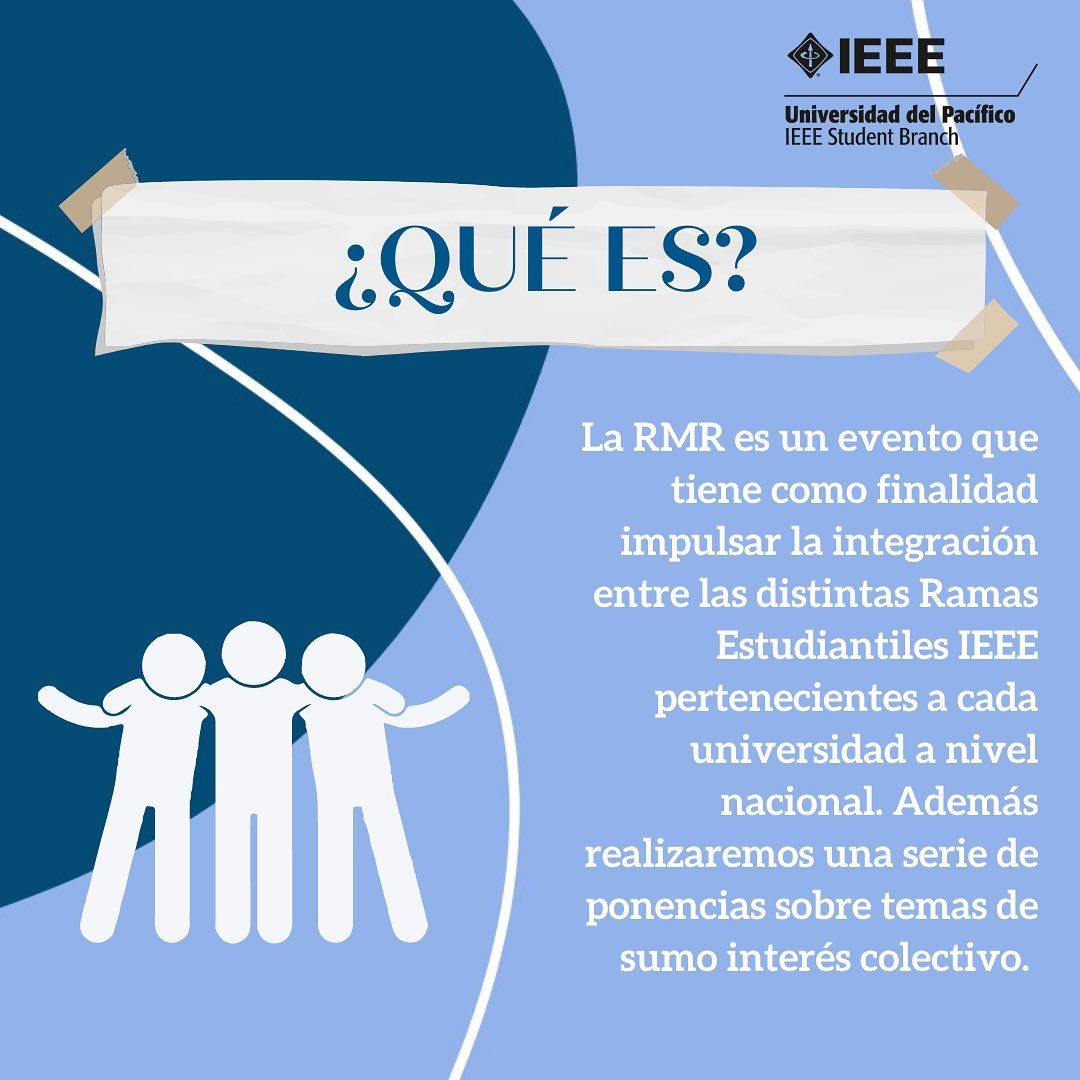 IEEE
Universidad del Pacífico
IEEE Student Branch
¿QUÉ ES?
La RMR es un evento que
tiene como finalidad
impulsar la integración
entre las distintas Ramas
Estudiantiles IEEE
pertenecientes a cada
universidad a nivel
nacional. Además
realizaremos una serie de
ponencias sobre temas de
sumo interés colectivo.